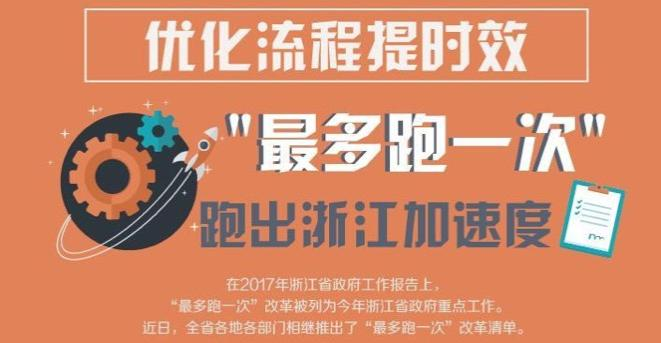 优化流程提时效
"最多跑一次"
跑出浙江加速度
在2017年浙江省政府工作报告上，
“最多跑一次”改革被列为今年浙江省政府重点工作。
近日，全省各地各部门相继推出了“最多跑一次”改革清单。